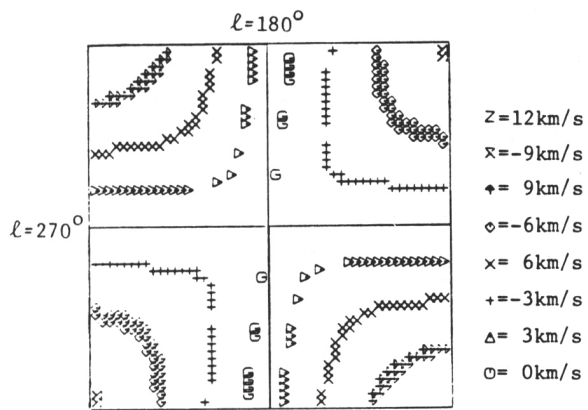 ℓ=180°
ℓ=270°
Z=12km/s
⊼=-9km/s
↑= 9km/s
◇=-6km/s
×= 6km/s
+=-3km/s
△= 3km/s
⊙= 0km/s